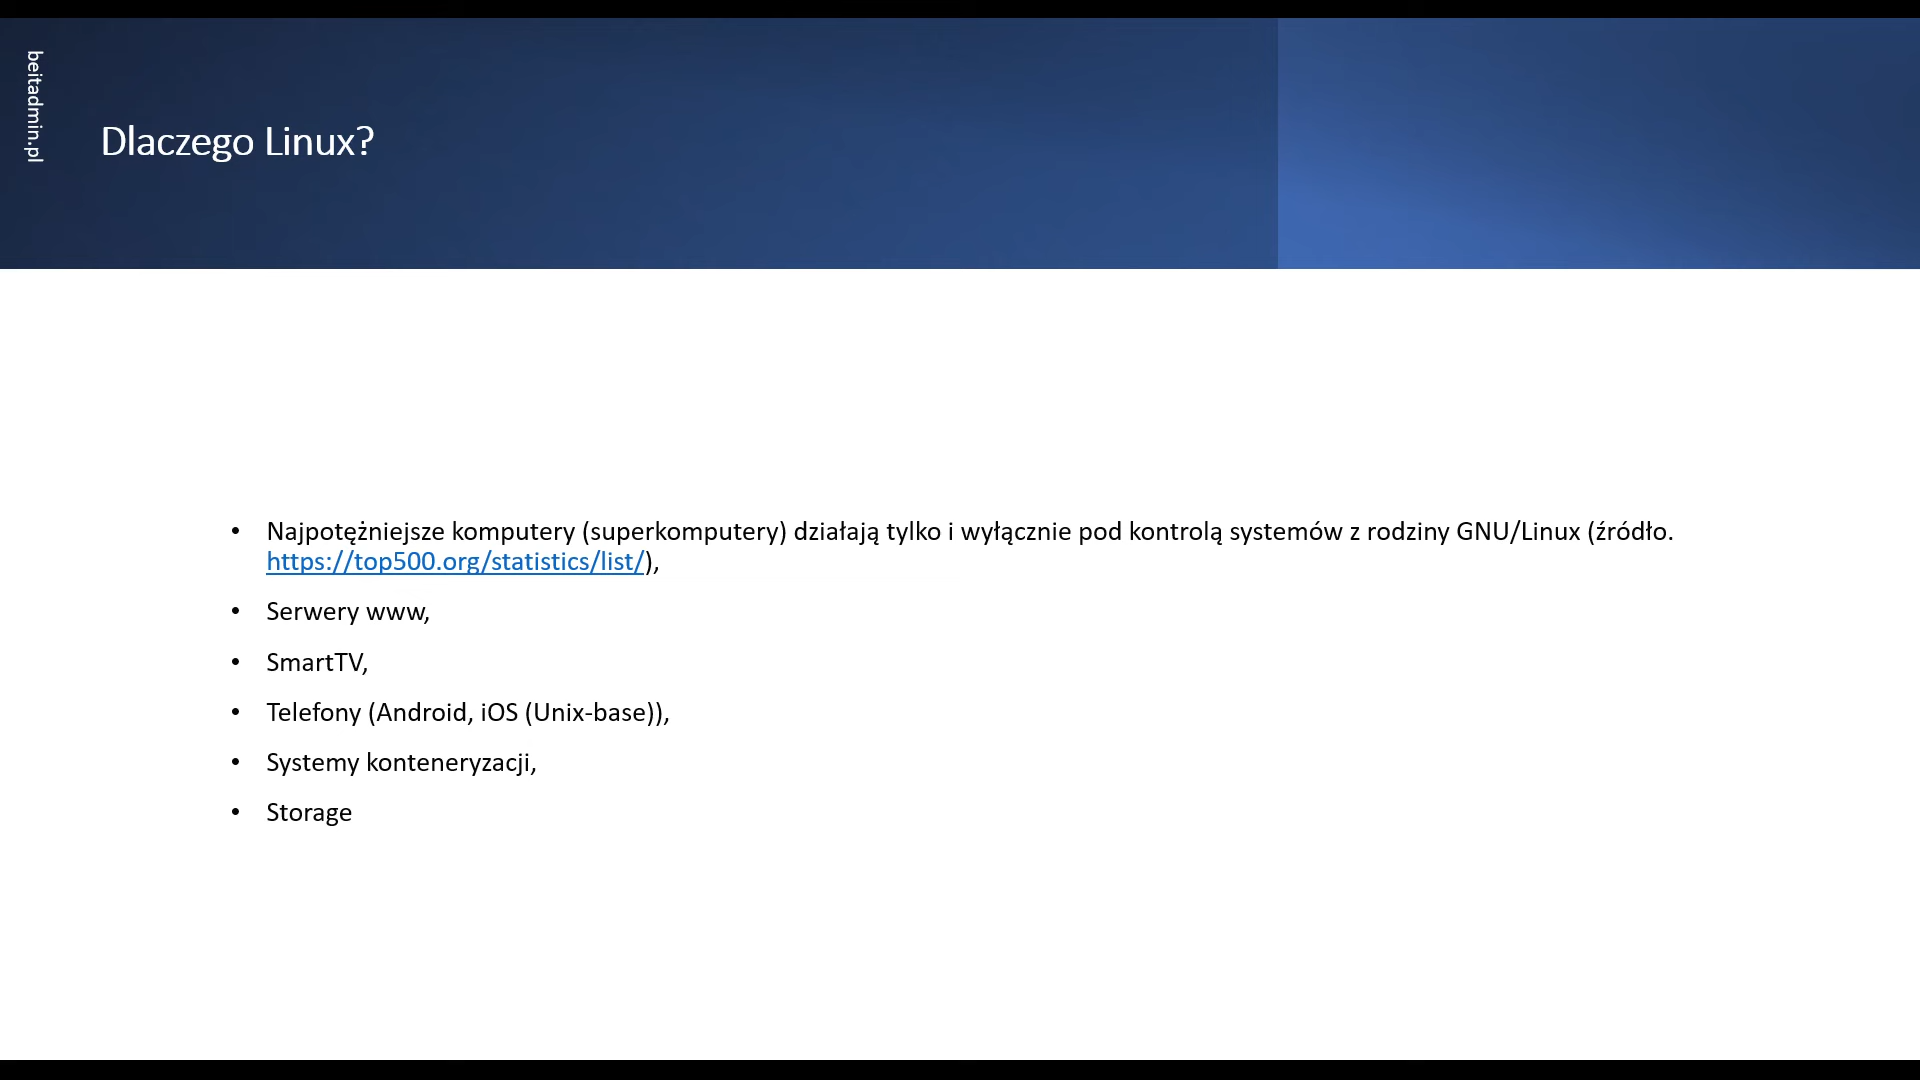 beitadmin.pl
Dlaczego Linux?
• Najpotężniejsze komputery (superkomputery) działają tylko i wyłącznie pod kontrolą systemów z rodziny GNU/Linux (źródło.
https://top500.org/statistics/list/),
• Serwery www,
• SmartTV,
• Telefony (Android, iOS (Unix-base)),
• Systemy konteneryzacji,
• Storage